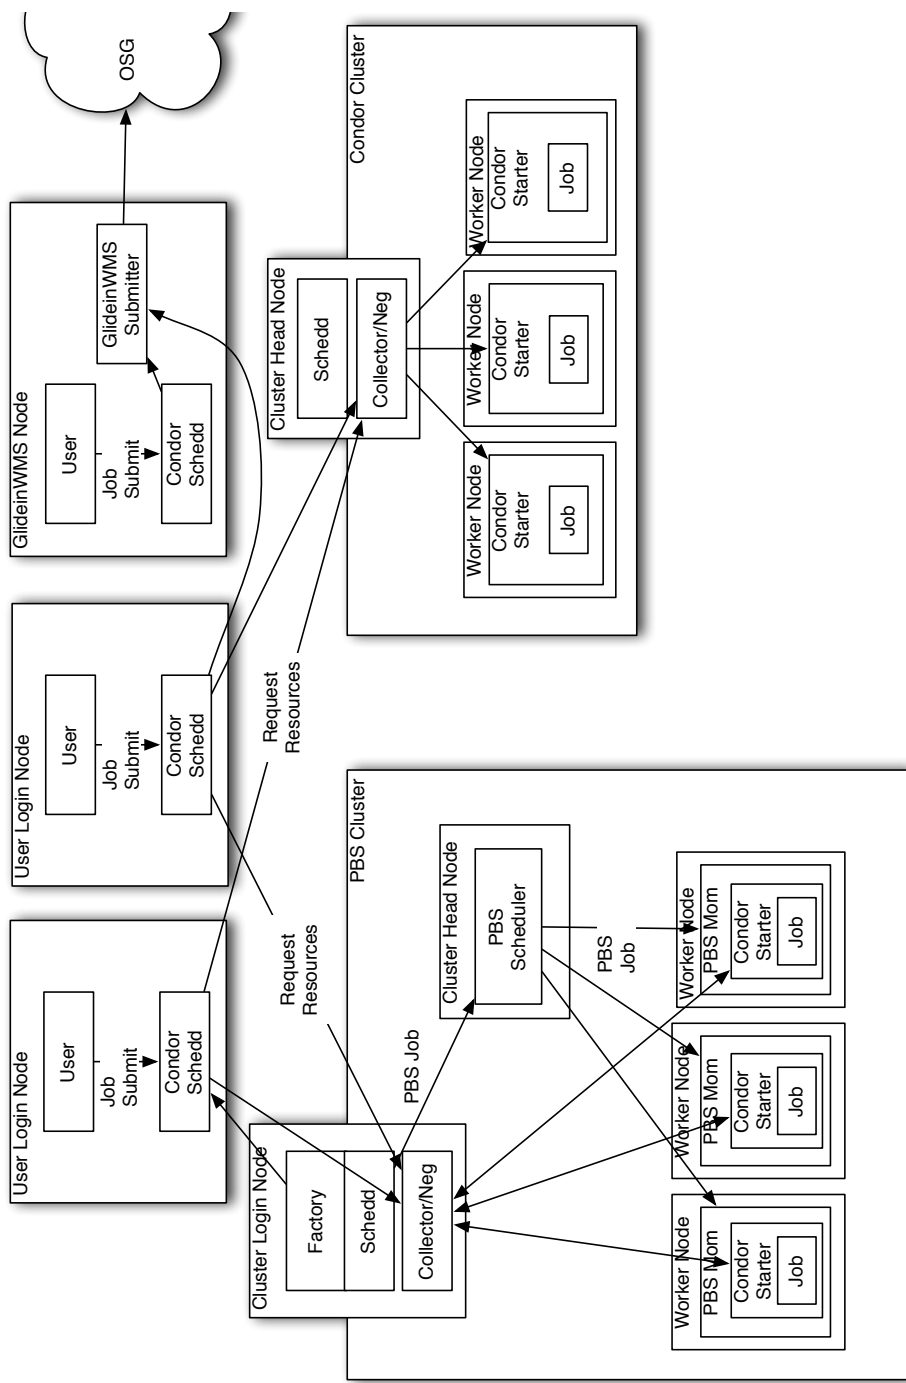 User Login Node
User
Job
Submit
Condor
Schedd
User Login Node
User
Job
Submit
Condor
Schedd
GlideinWMS Node
User
Job
Submit
Condor
Schedd
GlideinWMS
Submitter
OSG
Request
Resources
Request
Resources
Cluster Login Node
Factory
Schedd
Collector/Neg
PBS Cluster
PBS Job
Cluster Head Node
PBS
Scheduler
PBS
Job
Worker Node
PBS Mom
Condor
Starter
Job
Worker Node
PBS Mom
Condor
Starter
Job
Worker Node
PBS Mom
Condor
Starter
Job
Cluster Head Node
Schedd
Collector/Neg
Condor Cluster
Worker Node
Condor
Starter
Job
Worker Node
Condor
Starter
Job
Worker Node
Condor
Starter
Job